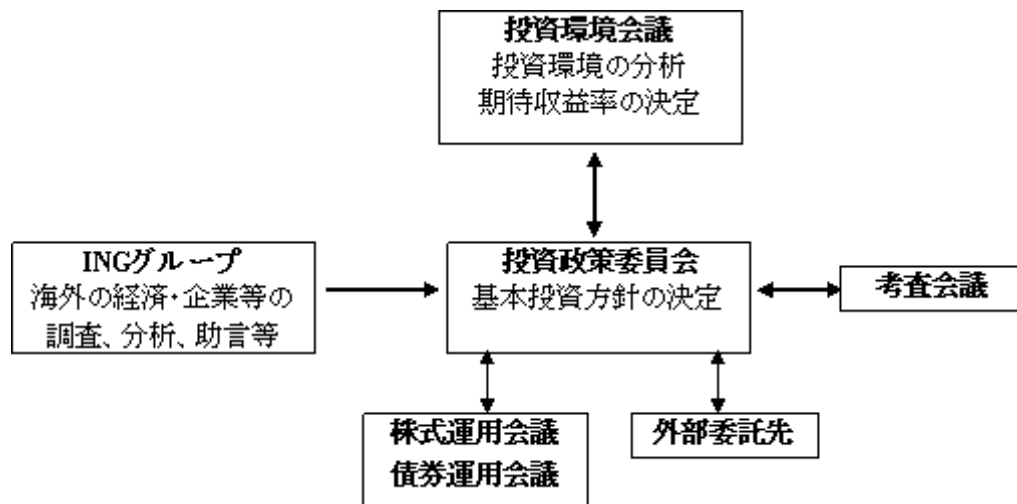 投資環境会議
投資環境の分析
期待収益率の決定
INGグループ
海外の経済・企業等の
調査、分析、助言等
投資政策委員会
基本投資方針の決定
考査会議
株式運用会議
債券運用会議
外部委託先